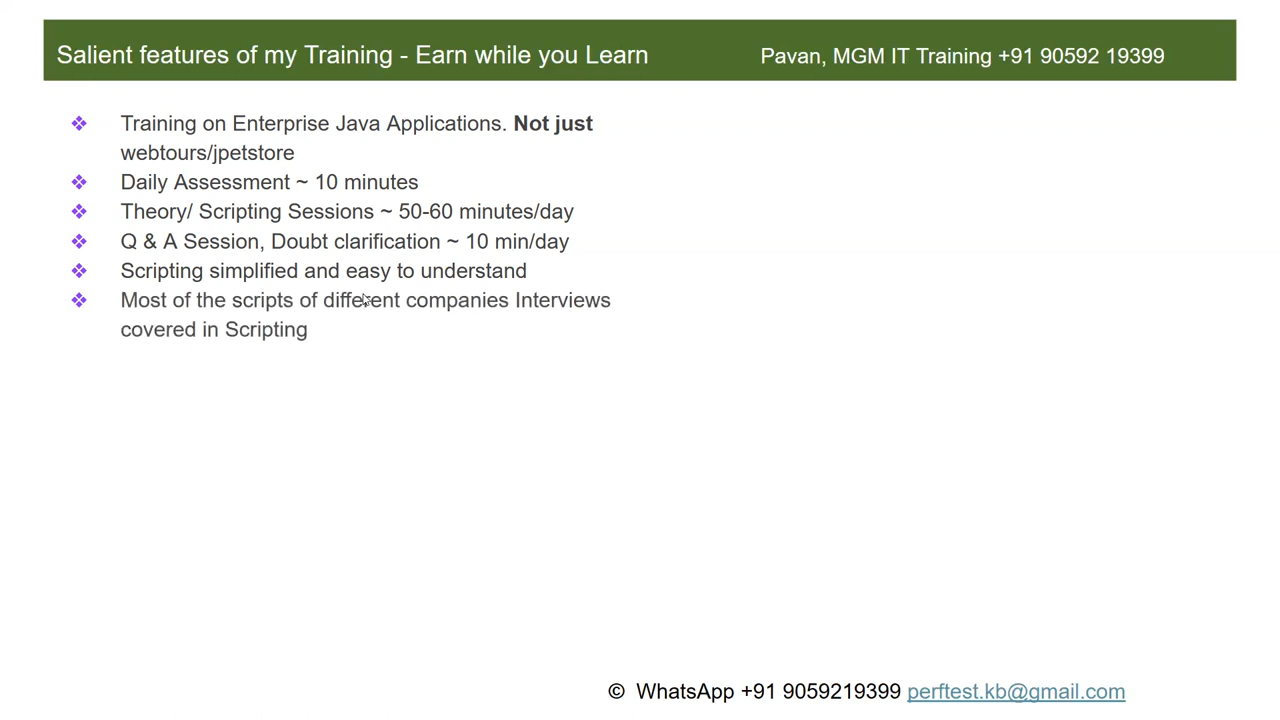 Salient features of my Training - Earn while you Learn Pavan, MGM IT Training +91 90592 19399
❖ Training on Enterprise Java Applications. Not just
webtours/jpetstore
❖ Daily Assessment ~ 10 minutes
❖ Theory/ Scripting Sessions ~ 50-60 minutes/day
❖ Q & A Session, Doubt clarification ~ 10 min/day
❖ Scripting simplified and easy to understand
❖ Most of the scripts of different companies Interviews
covered in Scripting
© WhatsApp +91 9059219399 perftest.kb@gmail.com